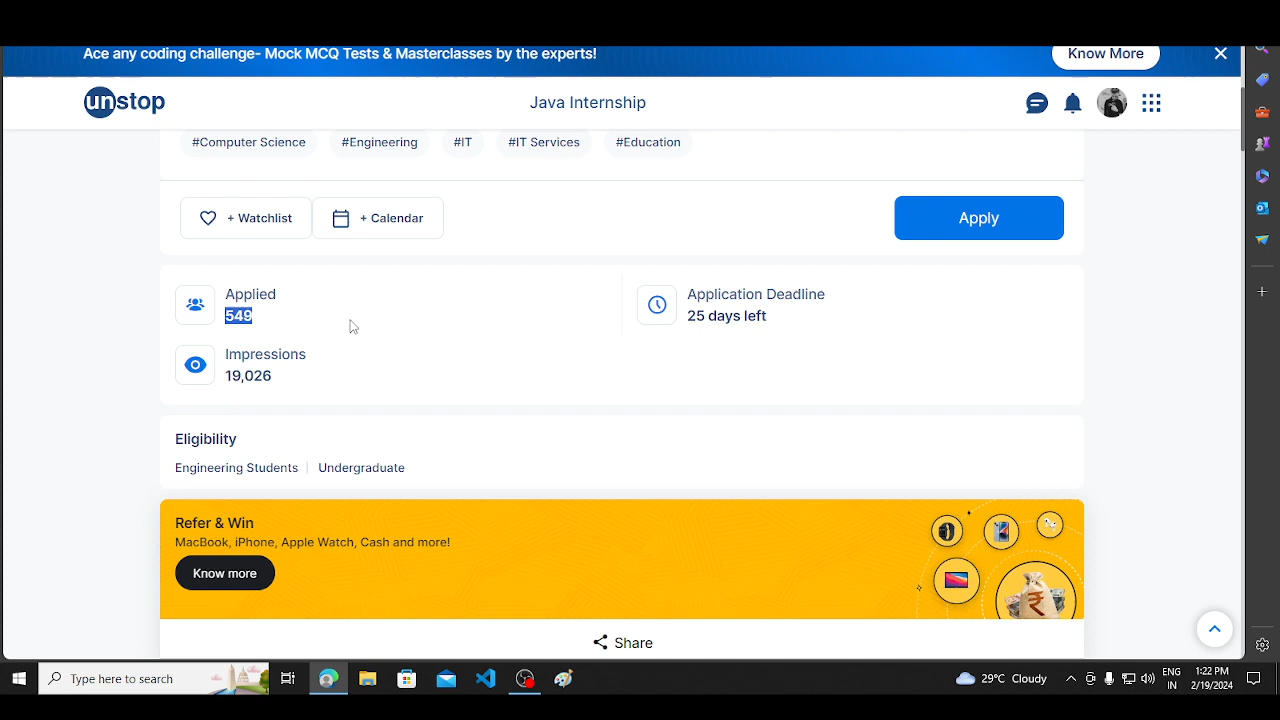 Ace any coding challenge- Mock MCQ Tests & Masterclasses by the experts!
Know More
unstop
Java Internship
#Computer Science
#Engineering
#IT
#IT Services
#Education
+ Watchlist
+ Calendar
Apply
Applied
549
Application Deadline
25 days left
Impressions
19,026
Eligibility
Engineering Students
Undergraduate
Refer & Win
MacBook, iPhone, Apple Watch, Cash and more!
Know more
₹
Share
Type here to search
29°C Cloudy
ENG
IN
1:22 PM
2/19/2024